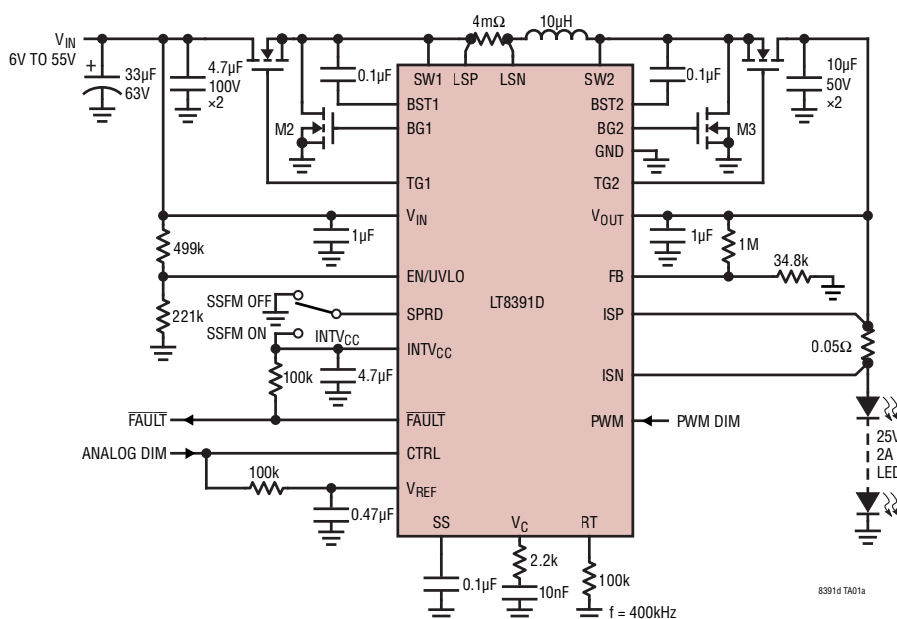 4mΩ
10µH
VIN
6V TO 55V
+
33µF
63V
4.7µF
100V
×2
0.1µF
SW1
LSP
LSN
SW2
0.1µF
10µF
50V
×2
BST1
BST2
M2
BG1
BG2
M3
GND
TG1
TG2
VIN
VOUT
1µF
1µF
1M
499k
34.8k
EN/UVLO
FB
LT8391D
SSFM OFF
SPRD
ISP
221k
SSFM ON
INTVCC
INTVCC
0.05Ω
100k
4.7µF
ISN
FAULT
FAULT
PWM
PWM DIM
ANALOG DIM
CTRL
25V
2A
LED
100k
VREF
0.47µF
SS
VC
RT
2.2k
0.1µF
10nF
100k
f = 400kHz
8391d TA01a